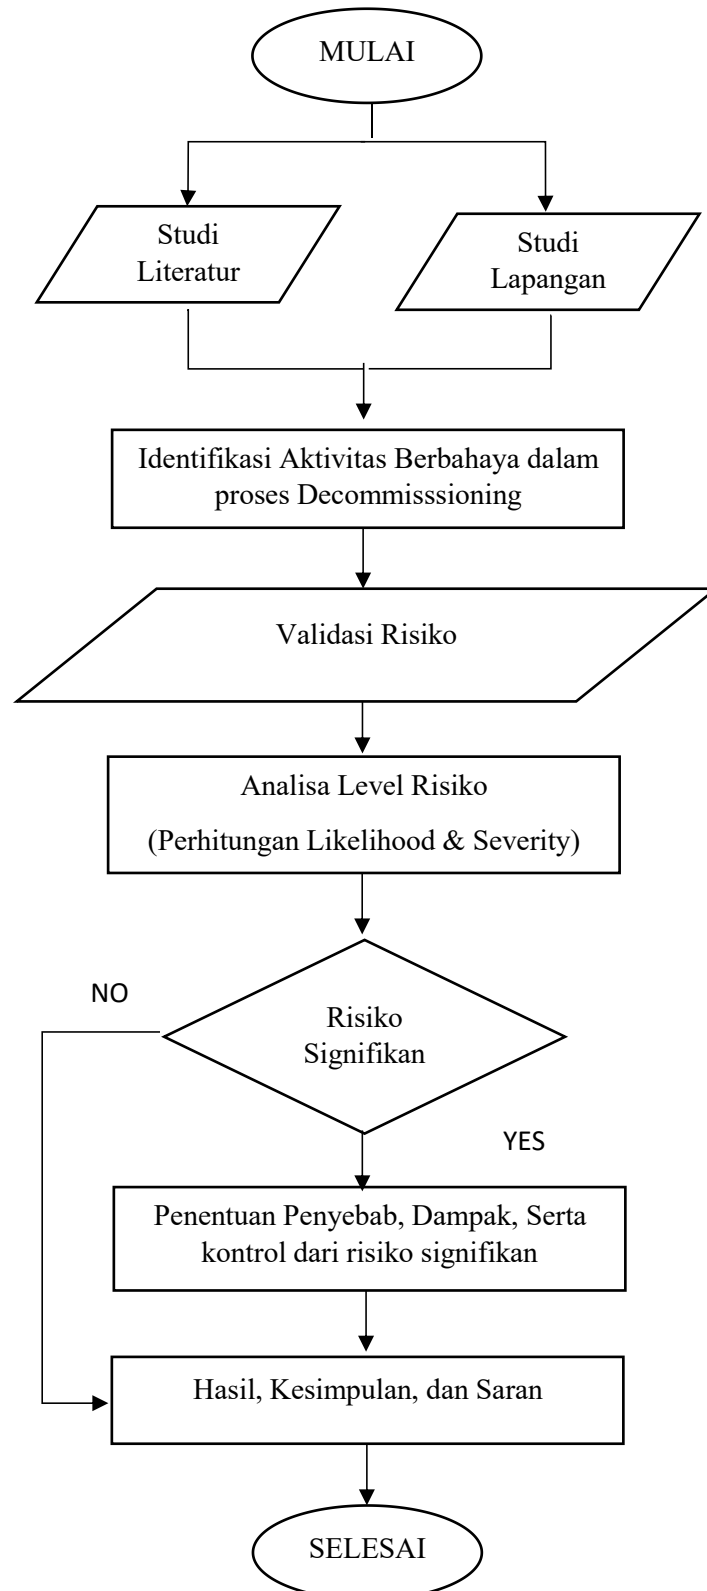 MULAI
Studi
Literatur
Studi
Lapangan
Identifikasi Aktivitas Berbahaya dalam
proses Decommisssioning
Validasi Risiko
Analisa Level Risiko
(Perhitungan Likelihood & Severity)
NO
Risiko
Signifikan
YES
Penentuan Penyebab, Dampak, Serta
kontrol dari risiko signifikan
Hasil, Kesimpulan, dan Saran
SELESAI